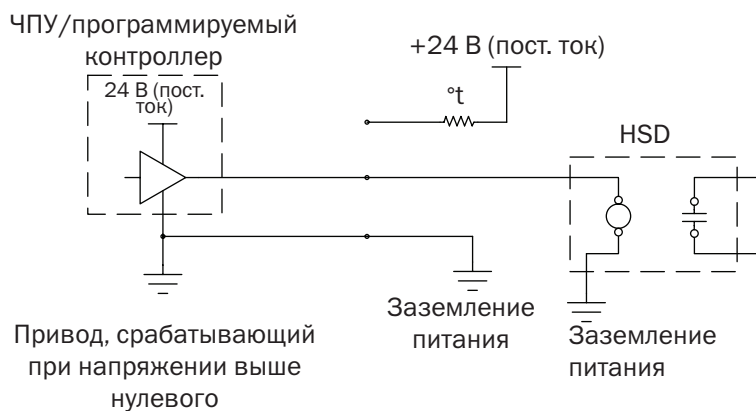 ЧПУ/программируемый
контроллер
24 В (пост.
ток)
+24 В (пост. ток)
°t
HSD
Заземление
питания
Заземление
питания
Привод, срабатывающий
при напряжении выше
нулевого